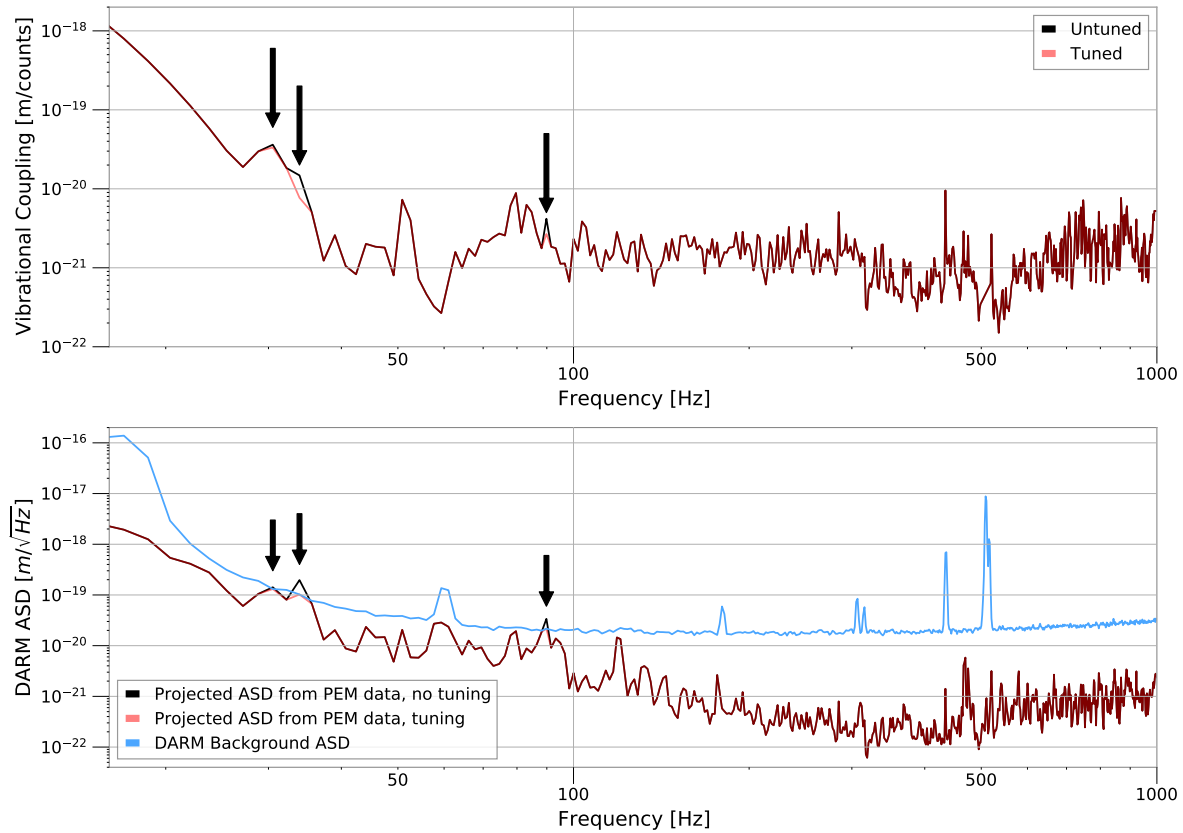 Untuned
Tuned
Vibrational Coupling [m/counts]
10⁻¹⁸
10⁻¹⁹
10⁻²⁰
10⁻²¹
10⁻²²
50
100
500
1000
Frequency [Hz]
DARM ASD [m/√Hz]
10⁻¹⁶
10⁻¹⁷
10⁻¹⁸
10⁻¹⁹
10⁻²⁰
10⁻²¹
10⁻²²
Projected ASD from PEM data, no tuning
Projected ASD from PEM data, tuning
DARM Background ASD
50
100
500
1000
Frequency [Hz]